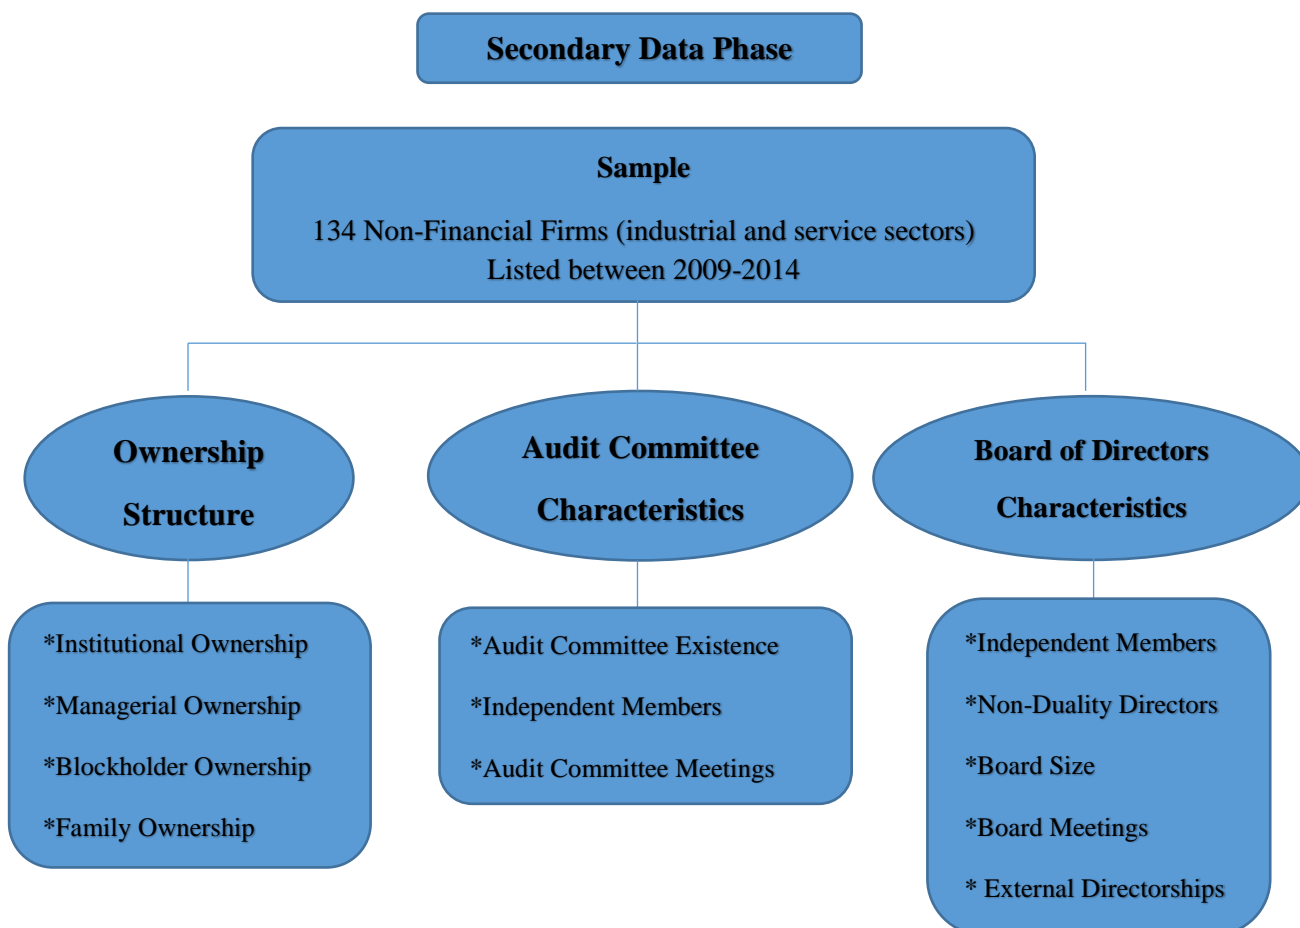 Secondary Data Phase
Sample
134 Non-Financial Firms (industrial and service sectors)
Listed between 2009-2014
Ownership
Structure
Audit Committee
Characteristics
Board of Directors
Characteristics
*Institutional Ownership
*Managerial Ownership
*Blockholder Ownership
*Family Ownership
*Audit Committee Existence
*Independent Members
*Audit Committee Meetings
*Independent Members
*Non-Duality Directors
*Board Size
*Board Meetings
* External Directorships